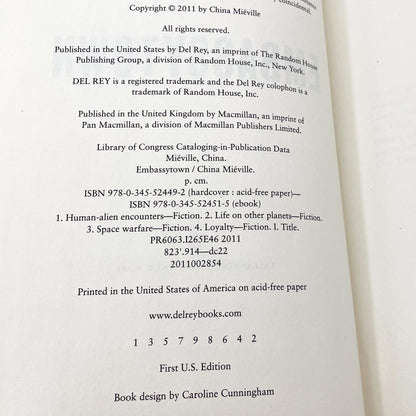 coincidental.
Copyright © 2011 by China Miéville
All rights reserved.
Published in the United States by Del Rey, an imprint of The Random House
Publishing Group, a division of Random House, Inc., New York.
DEL REY is a registered trademark and the Del Rey colophon is a
trademark of Random House, Inc.
Published in the United Kingdom by Macmillan, an imprint of
Pan Macmillan, a division of Macmillan Publishers Limited.
Library of Congress Cataloging-in-Publication Data
Miéville, China.
Embassytown / China Miéville.
p. cm.
ISBN 978-0-345-52449-2 (hardcover : acid-free paper)—
ISBN 978-0-345-52451-5 (ebook)
1. Human-alien encounters—Fiction. 2. Life on other planets—Fiction.
3. Space warfare—Fiction. 4. Loyalty—Fiction. I. Title.
PR6063.I265E46 2011
823'.914—dc22
2011002854
Printed in the United States of America on acid-free paper
www.delreybooks.com
1 3 5 7 9 8 6 4 2
First U.S. Edition
Book design by Caroline Cunningham